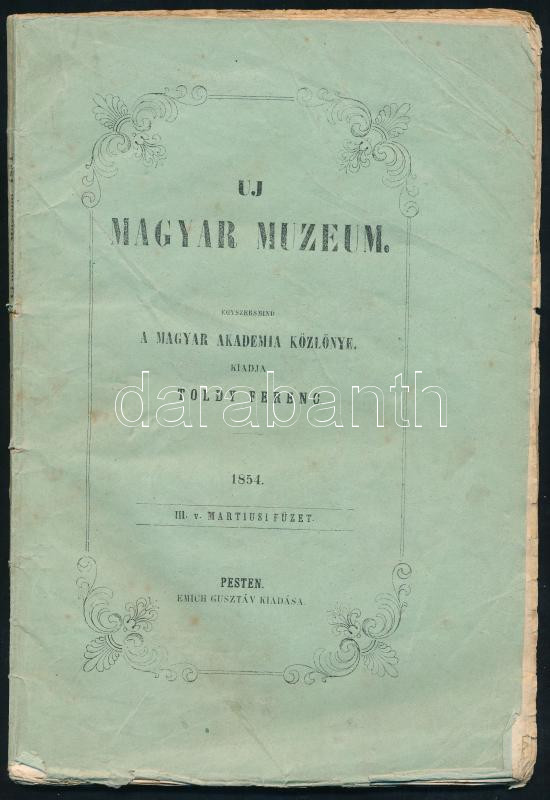 UJ
MAGYAR MUZEUM.
EGYSZERSMIND
A MAGYAR AKADEMIA KÖZLÖNYE.
KIADJA
TOLDY FERENC
darabanth
1854.
III. v. MARTIUSI FÜZET.
PESTEN.
EMICH GUSZTÁV KIADÁSA.